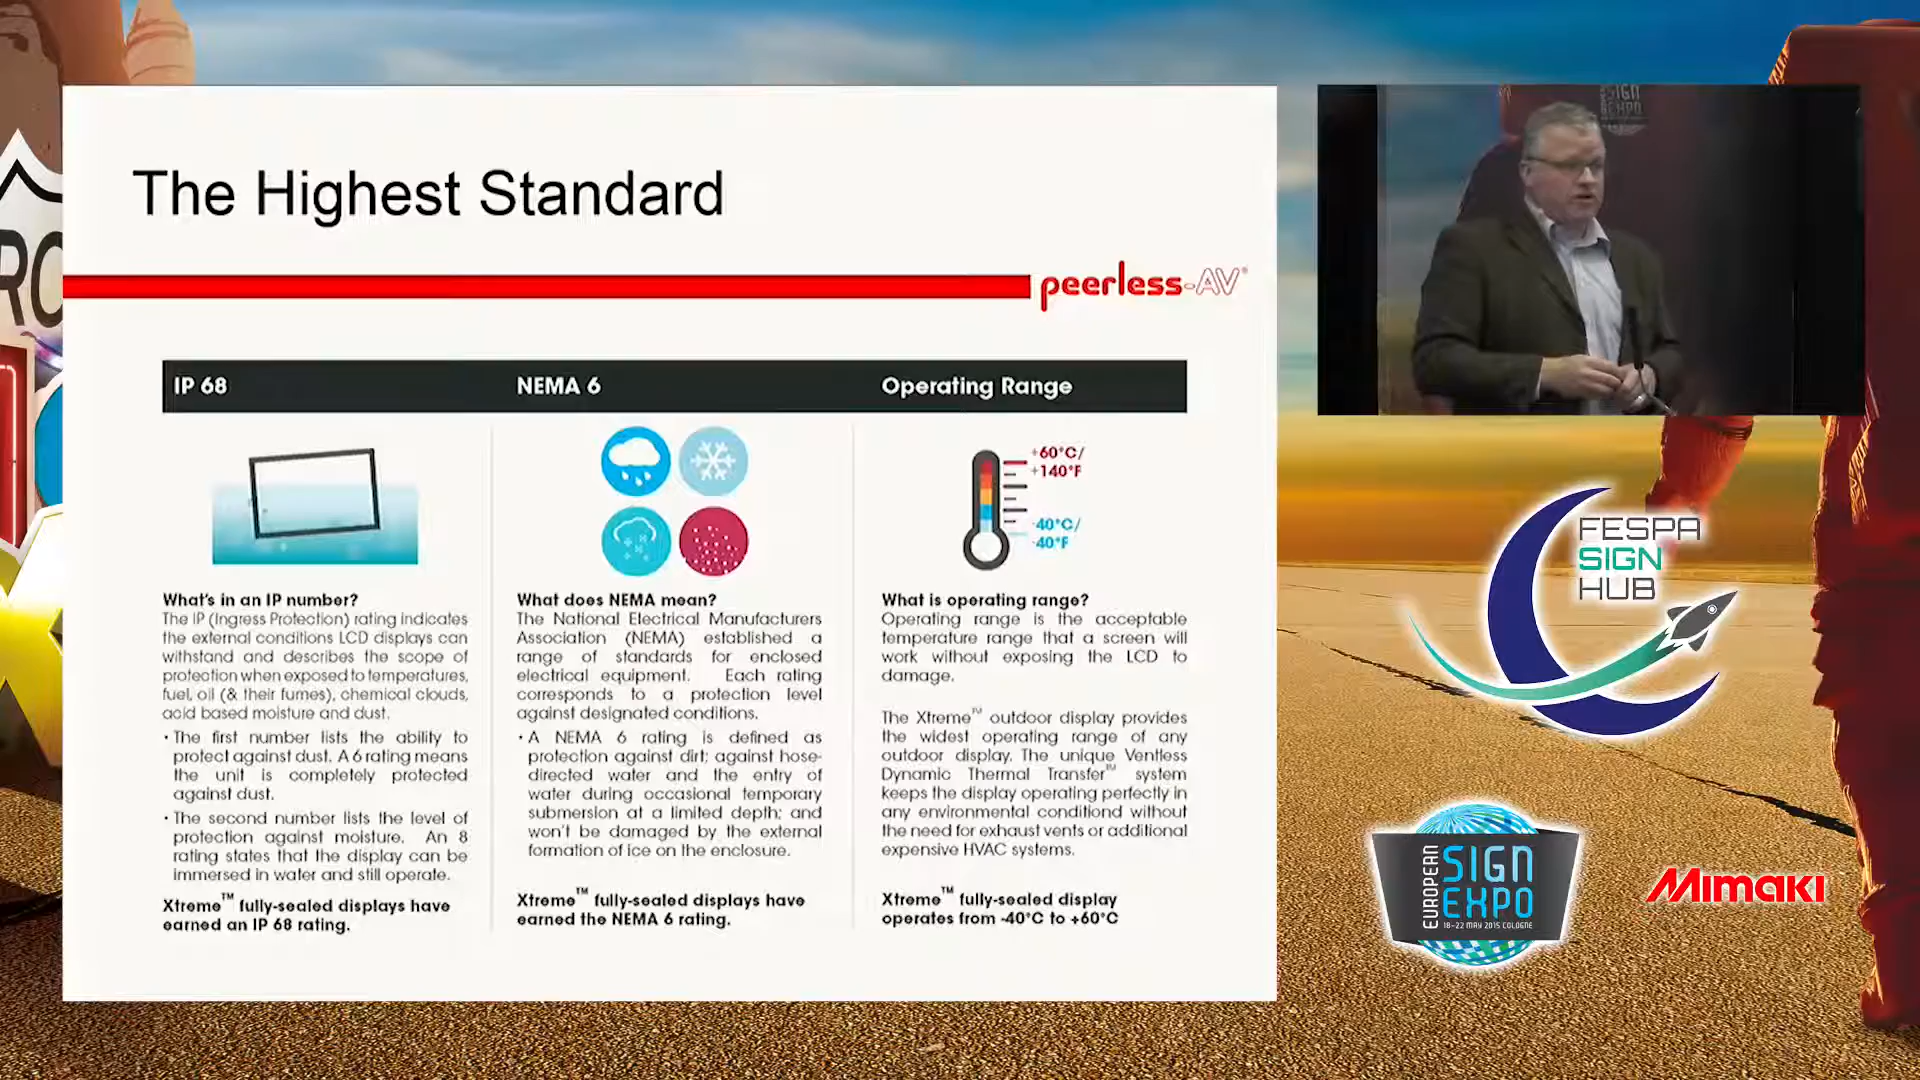 The Highest Standard
peerless-AV®
IP 68
NEMA 6
Operating Range
+60°C/
+140°F
-40°C/
-40°F
What's in an IP number?
The IP (Ingress Protection) rating indicates
the external conditions LCD displays can
withstand and describes the scope of
protection when exposed to temperatures,
fuel, oil (& their fumes), chemical clouds,
acid based moisture and dust.
• The first number lists the ability to
protect against dust. A 6 rating means
the unit is completely protected
against dust.
• The second number lists the level of
protection against moisture. An 8
rating states that the display can be
immersed in water and still operate.
Xtreme™ fully-sealed displays have
earned an IP 68 rating.
What does NEMA mean?
The National Electrical Manufacturers
Association (NEMA) established a
range of standards for enclosed
electrical equipment. Each rating
corresponds to a protection level
against designated conditions.
• A NEMA 6 rating is defined as
protection against dirt; against hose-
directed water and the entry of
water during occasional temporary
submersion at a limited depth; and
won't be damaged by the external
formation of ice on the enclosure.
Xtreme™ fully-sealed displays have
earned the NEMA 6 rating.
What is operating range?
Operating range is the acceptable
temperature range that a screen will
work without exposing the LCD to
damage.
The Xtreme™ outdoor display provides
the widest operating range of any
outdoor display. The unique Ventless
Dynamic Thermal Transfer™ system
keeps the display operating perfectly in
any environmental conditiond without
the need for exhaust vents or additional
expensive HVAC systems.
Xtreme™ fully-sealed display
operates from -40°C to +60°C
SIGN
EXPO
FESPA
SIGN
HUB
EUROPEAN
SIGN
EXPO
18-22 MAY 2015 COLOGNE
Mimaki